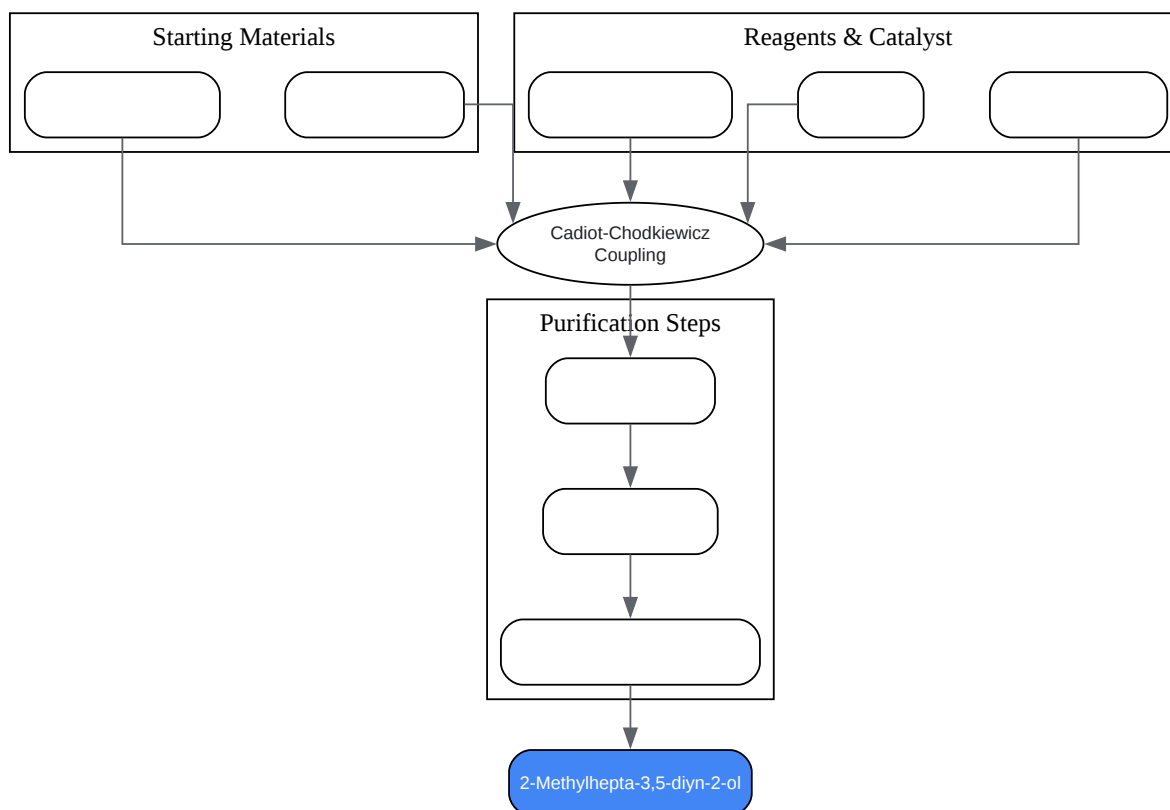 Starting Materials
Reagents & Catalyst
Cadiot-Chodkiewicz
Coupling
Purification Steps
2-Methylhepta-3,5-diyn-2-ol